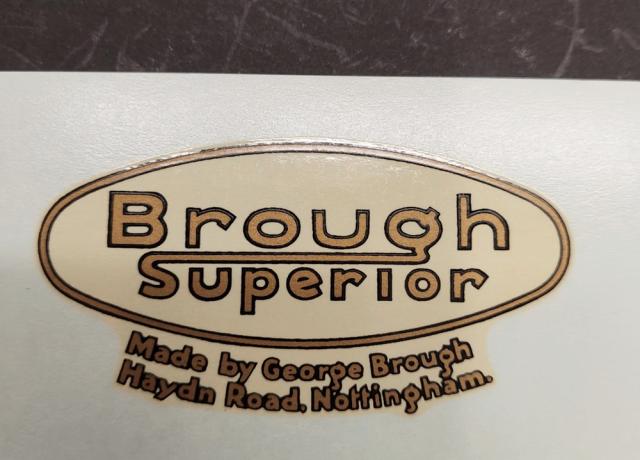 Brough
Superior
Made by George Brough
Haydn Road, Nottingham.